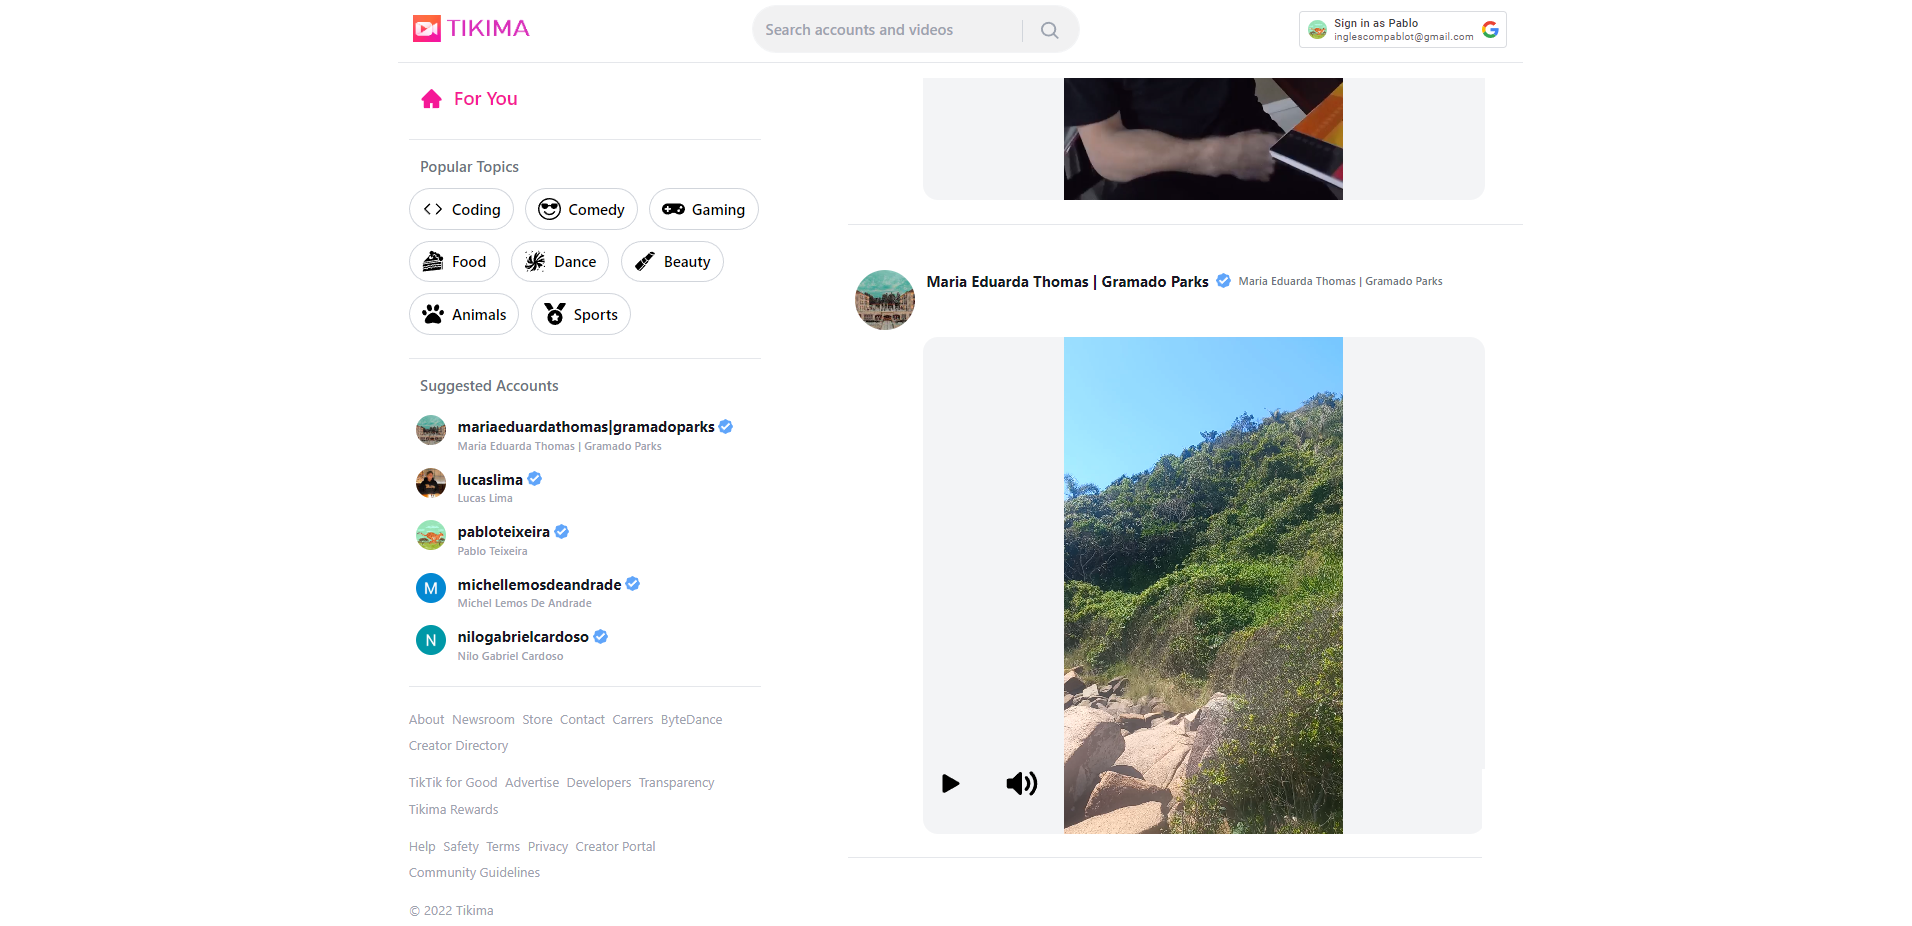 TIKIMA
Search accounts and videos
Sign in as Pablo
inglescompablot@gmail.com
For You
Popular Topics
Coding
Comedy
Gaming
Food
Dance
Beauty
Animals
Sports
Suggested Accounts
mariaeduardathomas|gramadoparks
Maria Eduarda Thomas | Gramado Parks
lucaslima
Lucas Lima
pabloteixeira
Pablo Teixeira
M
michellemosdeandrade
Michel Lemos De Andrade
N
nilogabrielcardoso
Nilo Gabriel Cardoso
About Newsroom Store Contact Carrers ByteDance
Creator Directory
TikTik for Good Advertise Developers Transparency
Tikima Rewards
Help Safety Terms Privacy Creator Portal
Community Guidelines
© 2022 Tikima
Maria Eduarda Thomas | Gramado Parks Maria Eduarda Thomas | Gramado Parks